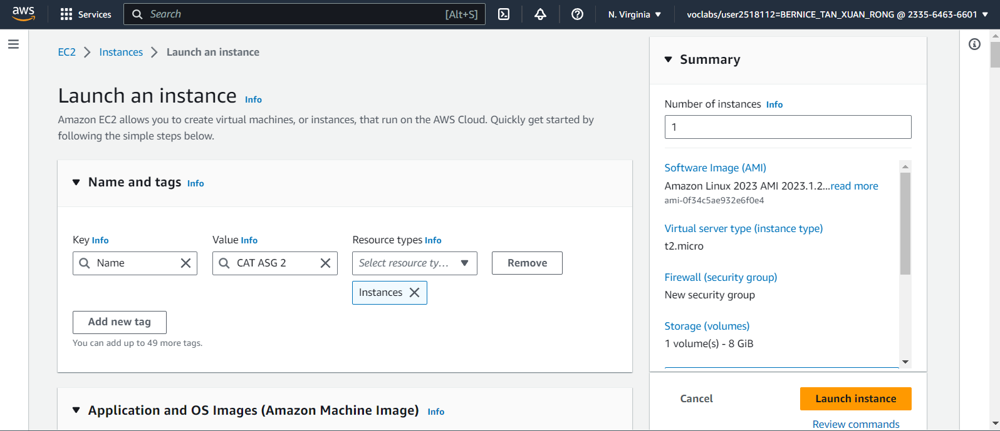 aws
Services
Search
[Alt+S]
N. Virginia
voclabs/user2518112=BERNICE_TAN_XUAN_RONG @ 2335-6463-6601
EC2
Instances
Launch an instance
Launch an instance Info
Amazon EC2 allows you to create virtual machines, or instances, that run on the AWS Cloud. Quickly get started by
following the simple steps below.
Name and tags Info
Key Info
Name
Value Info
CAT ASG 2
Resource types Info
Select resource ty...
Instances
Remove
Add new tag
You can add up to 49 more tags.
Application and OS Images (Amazon Machine Image) Info
Summary
Number of instances Info
1
Software Image (AMI)
Amazon Linux 2023 AMI 2023.1.2...read more
ami-0f34c5ae932e6f0e4
Virtual server type (instance type)
t2.micro
Firewall (security group)
New security group
Storage (volumes)
1 volume(s) - 8 GiB
Cancel
Launch instance
Review commands